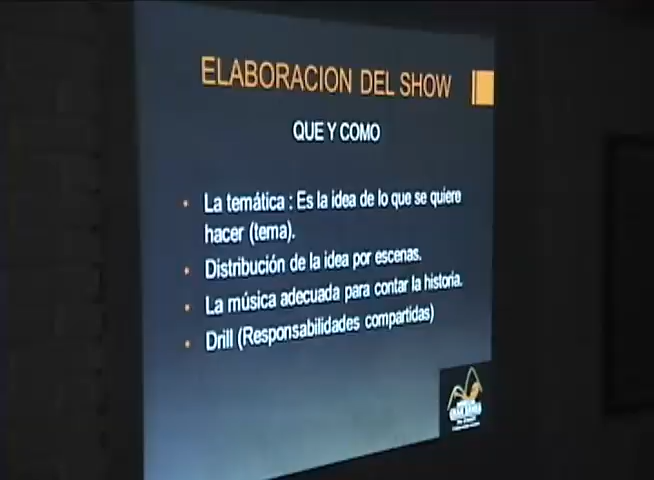 ELABORACION DEL SHOW
QUE Y COMO
• La temática : Es la idea de lo que se quiere
hacer (tema).
• Distribución de la idea por escenas.
• La música adecuada para contar la historia.
• Drill (Responsabilidades compartidas)